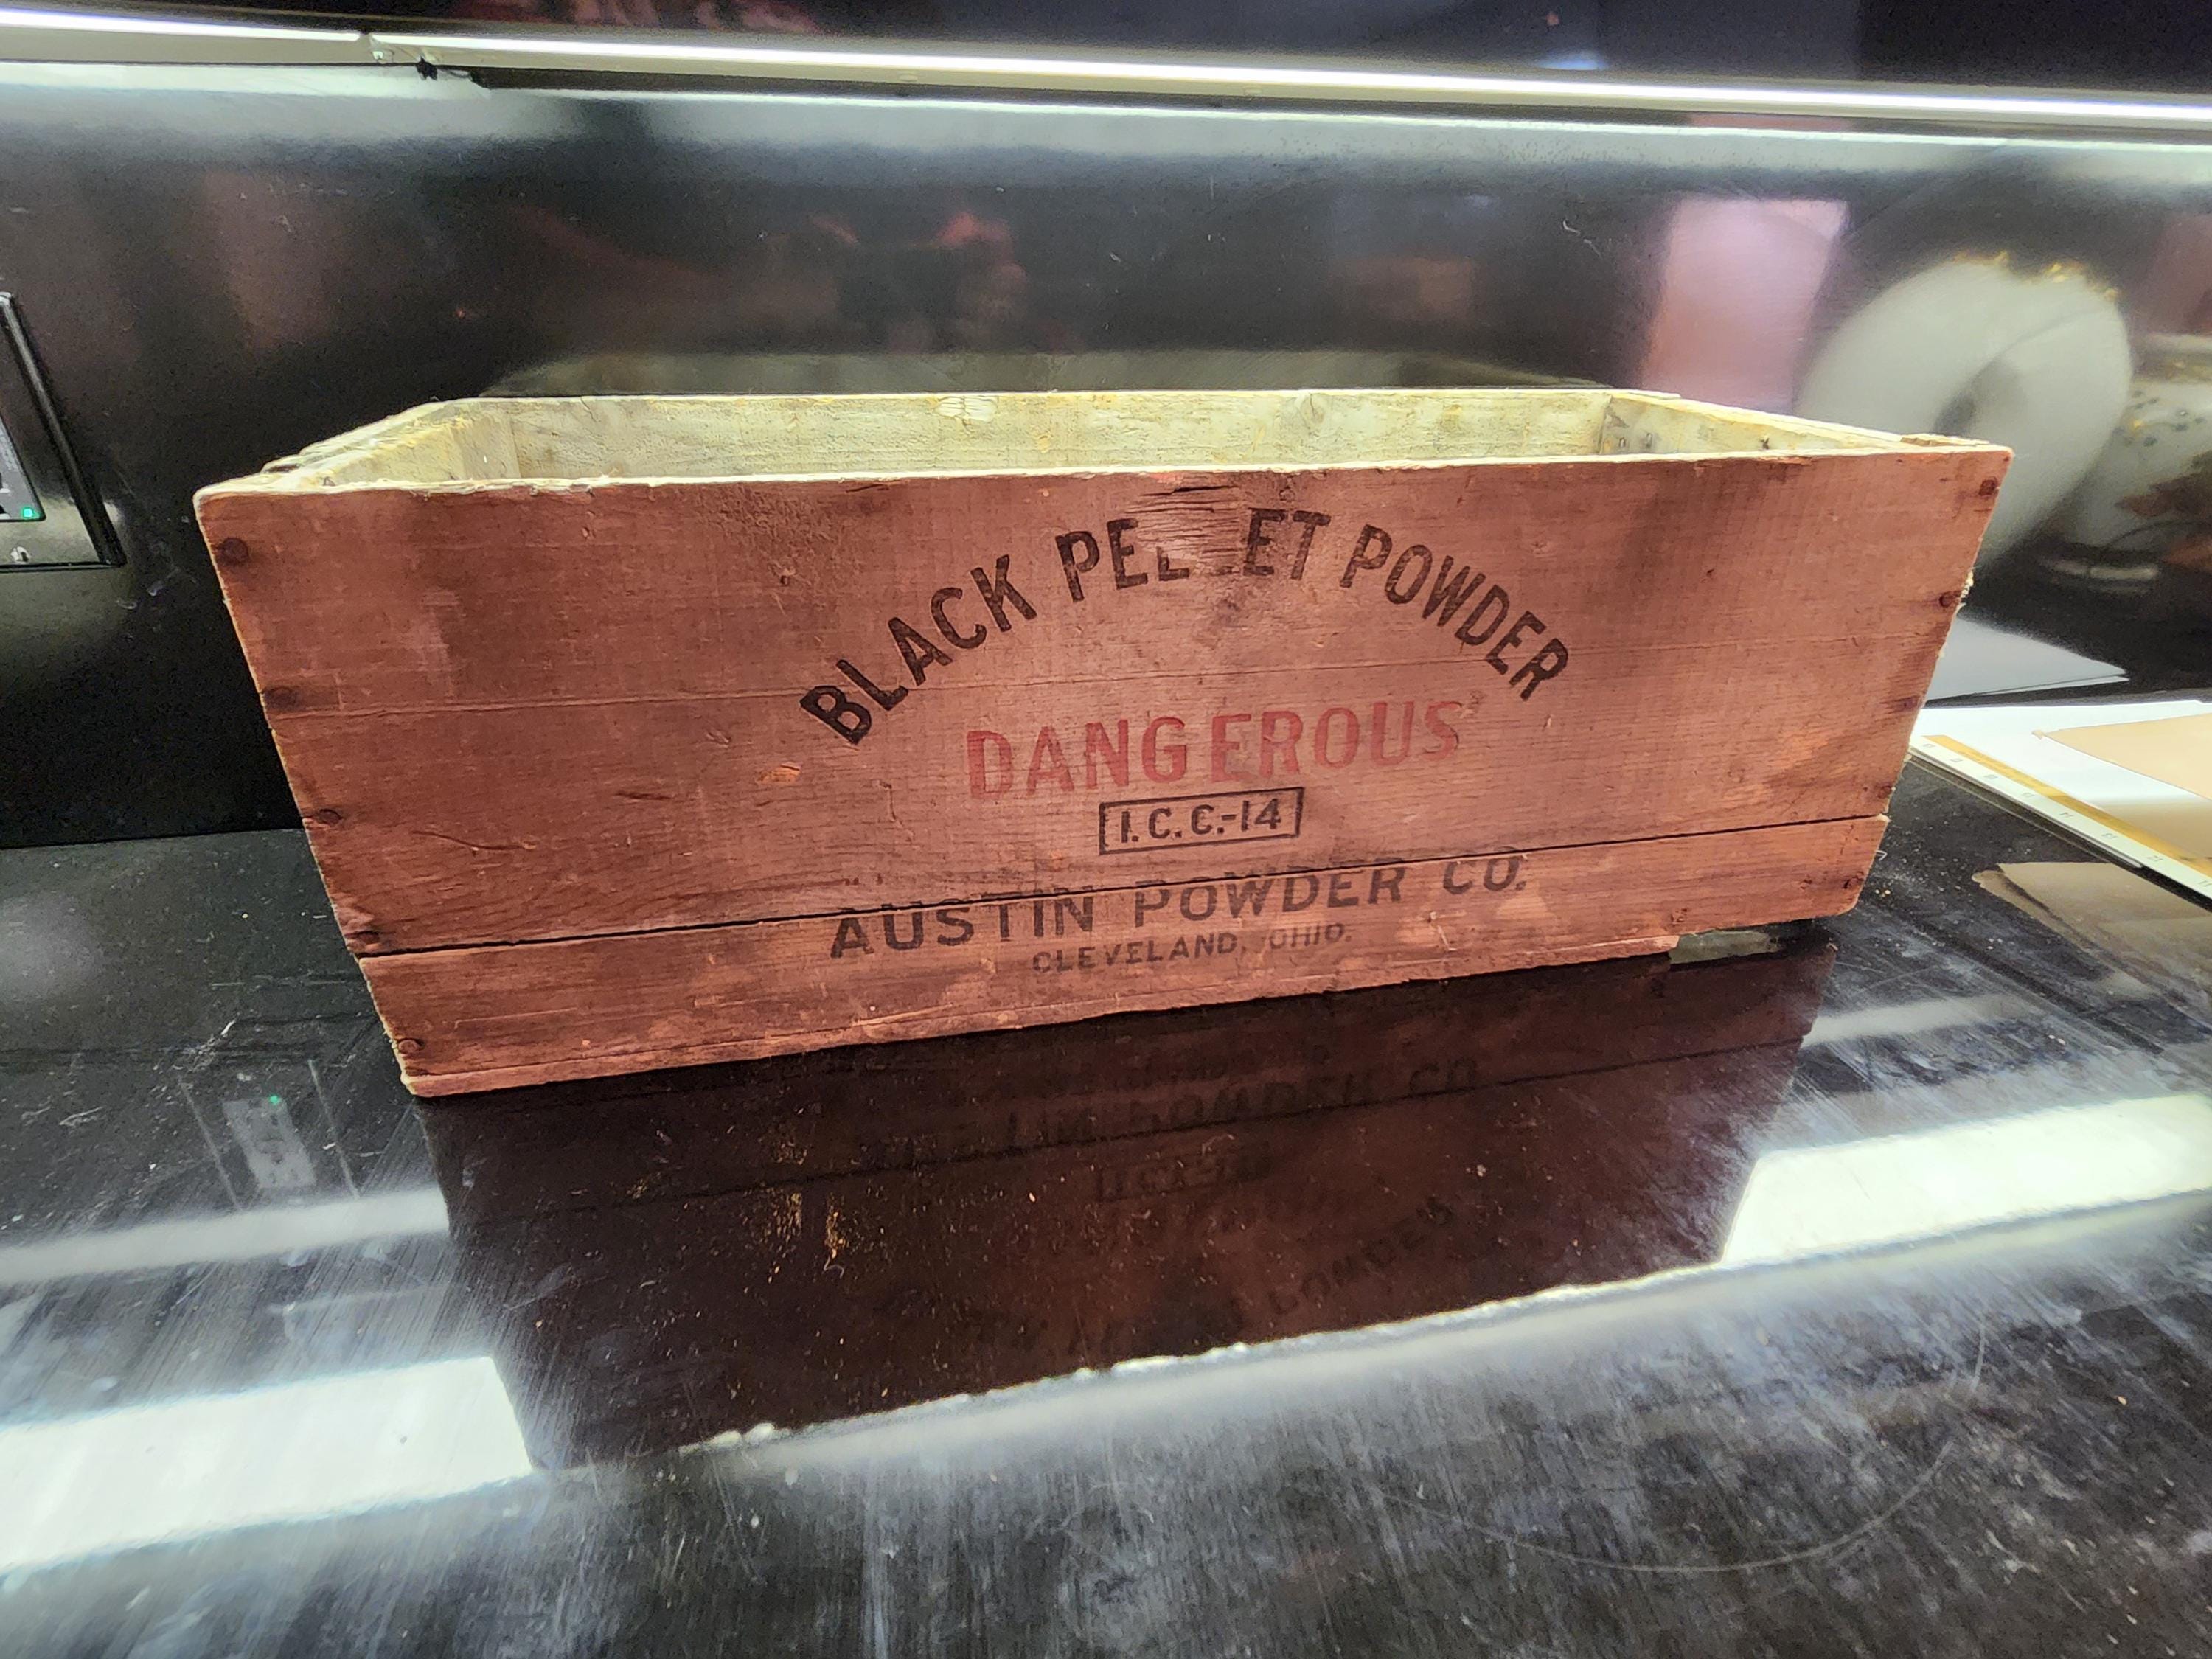 BLACK PELLET POWDER
DANGEROUS
I.C.C.-14
AUSTIN POWDER CO.
CLEVELAND, OHIO.